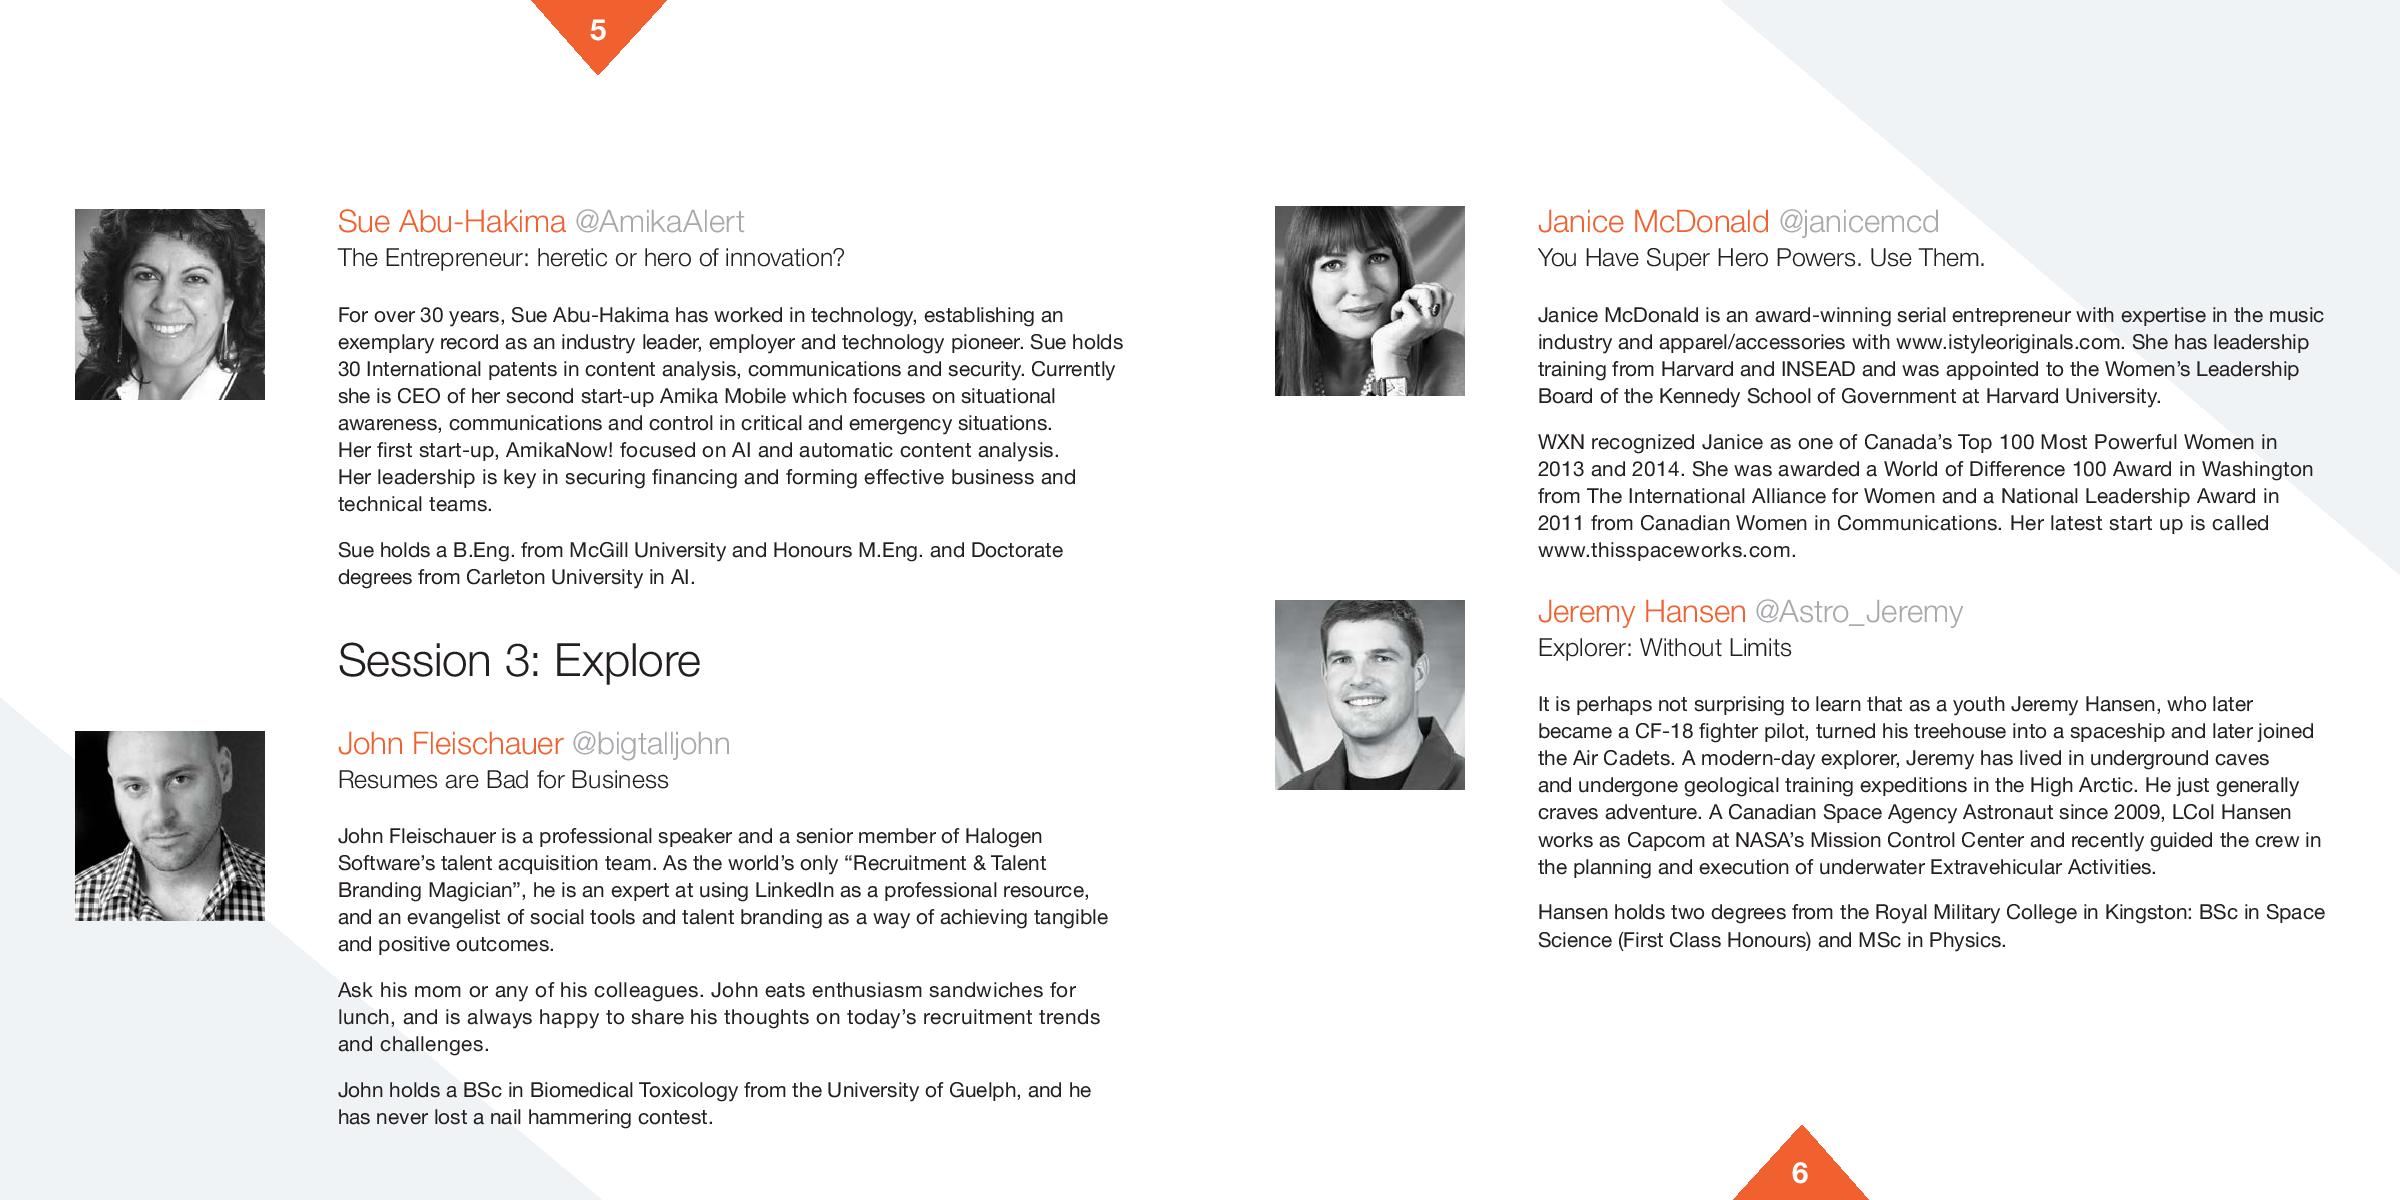 5
Sue Abu-Hakima @AmikaAlert
The Entrepreneur: heretic or hero of innovation?
For over 30 years, Sue Abu-Hakima has worked in technology, establishing an
exemplary record as an industry leader, employer and technology pioneer. Sue holds
30 International patents in content analysis, communications and security. Currently
she is CEO of her second start-up Amika Mobile which focuses on situational
awareness, communications and control in critical and emergency situations.
Her first start-up, AmikaNow! focused on AI and automatic content analysis.
Her leadership is key in securing financing and forming effective business and
technical teams.
Sue holds a B.Eng. from McGill University and Honours M.Eng. and Doctorate
degrees from Carleton University in AI.
Session 3: Explore
John Fleischauer @bigtalljohn
Resumes are Bad for Business
John Fleischauer is a professional speaker and a senior member of Halogen
Software’s talent acquisition team. As the world’s only “Recruitment & Talent
Branding Magician”, he is an expert at using LinkedIn as a professional resource,
and an evangelist of social tools and talent branding as a way of achieving tangible
and positive outcomes.
Ask his mom or any of his colleagues. John eats enthusiasm sandwiches for
lunch, and is always happy to share his thoughts on today’s recruitment trends
and challenges.
John holds a BSc in Biomedical Toxicology from the University of Guelph, and he
has never lost a nail hammering contest.
Janice McDonald @janicemcd
You Have Super Hero Powers. Use Them.
Janice McDonald is an award-winning serial entrepreneur with expertise in the music
industry and apparel/accessories with www.istyleoriginals.com. She has leadership
training from Harvard and INSEAD and was appointed to the Women’s Leadership
Board of the Kennedy School of Government at Harvard University.
WXN recognized Janice as one of Canada’s Top 100 Most Powerful Women in
2013 and 2014. She was awarded a World of Difference 100 Award in Washington
from The International Alliance for Women and a National Leadership Award in
2011 from Canadian Women in Communications. Her latest start up is called
www.thisspaceworks.com.
Jeremy Hansen @Astro_Jeremy
Explorer: Without Limits
It is perhaps not surprising to learn that as a youth Jeremy Hansen, who later
became a CF-18 fighter pilot, turned his treehouse into a spaceship and later joined
the Air Cadets. A modern-day explorer, Jeremy has lived in underground caves
and undergone geological training expeditions in the High Arctic. He just generally
craves adventure. A Canadian Space Agency Astronaut since 2009, LCol Hansen
works as Capcom at NASA’s Mission Control Center and recently guided the crew in
the planning and execution of underwater Extravehicular Activities.
Hansen holds two degrees from the Royal Military College in Kingston: BSc in Space
Science (First Class Honours) and MSc in Physics.
6